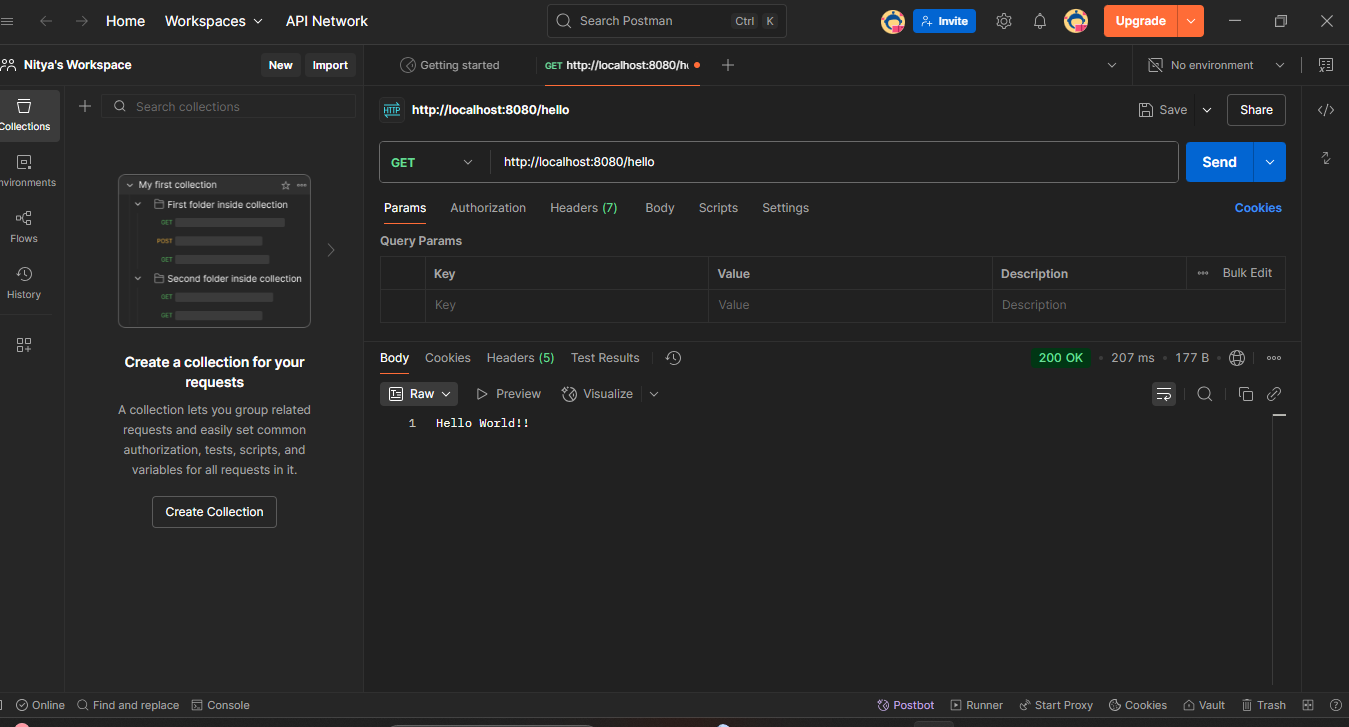 Home Workspaces API Network Search Postman Ctrl K Invite Upgrade
Nitya's Workspace New Import Getting started GET http://localhost:8080/h No environment
Collections Search collections http://localhost:8080/hello Save Share
GET http://localhost:8080/hello Send
nvironments
Flows
History
My first collection
First folder inside collection
GET
POST
GET
Second folder inside collection
GET
GET
Create a collection for your
requests
A collection lets you group related
requests and easily set common
authorization, tests, scripts, and
variables for all requests in it.
Create Collection
Params Authorization Headers (7) Body Scripts Settings Cookies
Query Params
Key Value Description Bulk Edit
Key Value Description
Body Cookies Headers (5) Test Results 200 OK 207 ms 177 B
Raw Preview Visualize
1 Hello World!!
Online Find and replace Console Postbot Runner Start Proxy Cookies Vault Trash